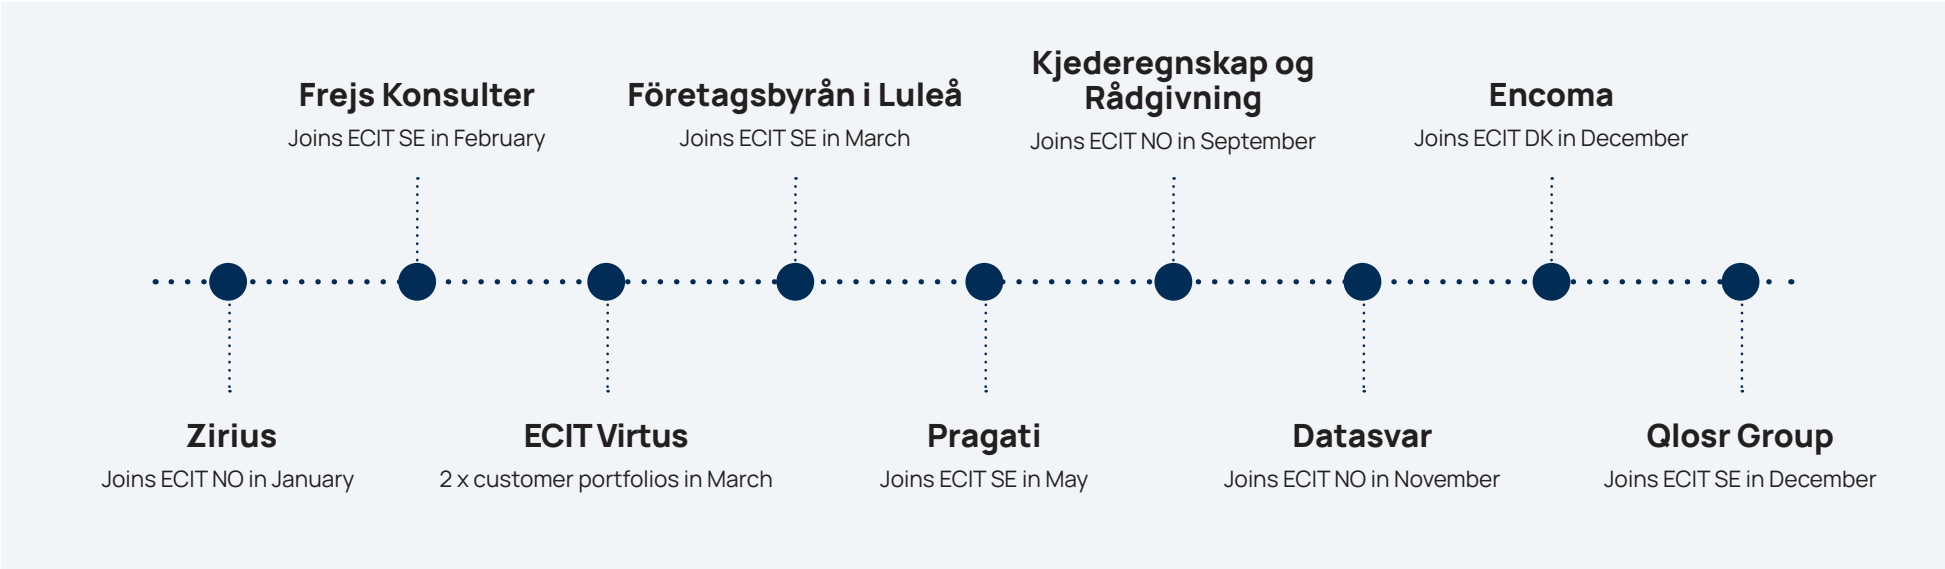 Frejs Konsulter
Joins ECIT SE in February
Företagsbyrån i Luleå
Joins ECIT SE in March
Kjederegnskap og
Rådgivning
Joins ECIT NO in September
Encoma
Joins ECIT DK in December
Zirius
Joins ECIT NO in January
ECIT Virtus
2 x customer portfolios in March
Pragati
Joins ECIT SE in May
Datasvar
Joins ECIT NO in November
Qlosr Group
Joins ECIT SE in December